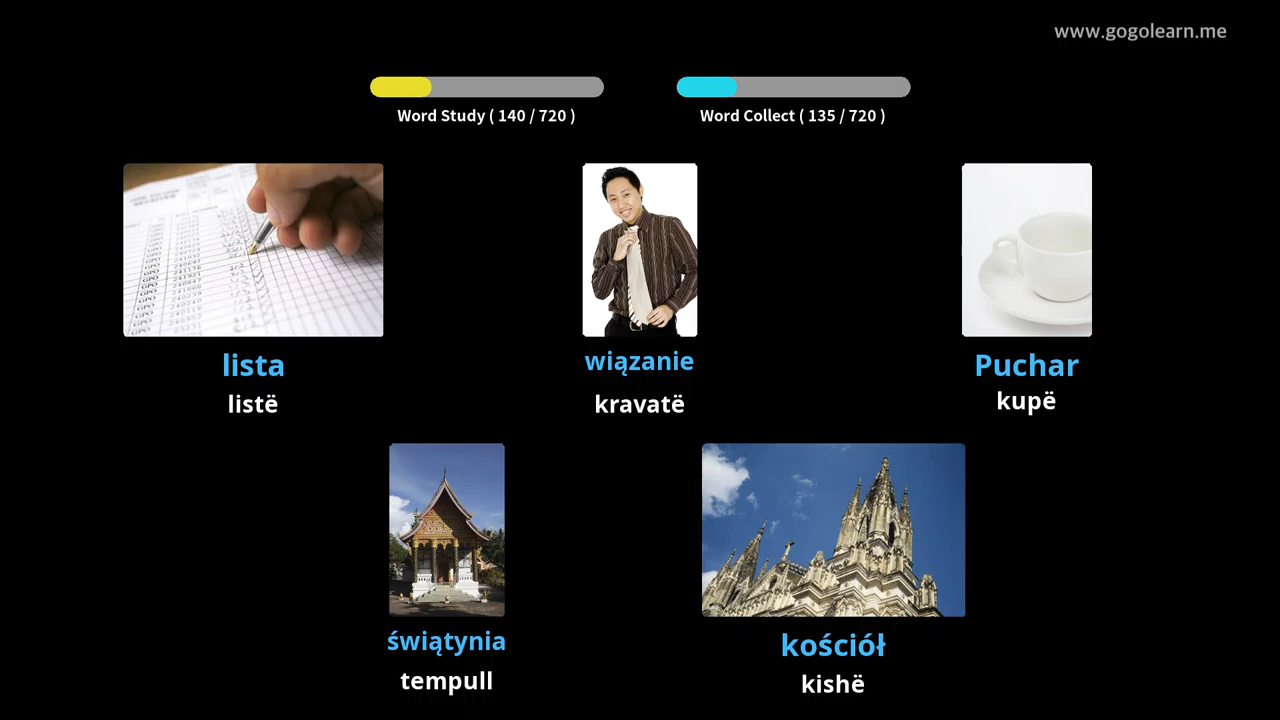 www.gogolearn.me
Word Study ( 140 / 720 )
Word Collect ( 135 / 720 )
lista
listë
wiązanie
kravatë
Puchar
kupë
świątynia
tempull
kościół
kishë